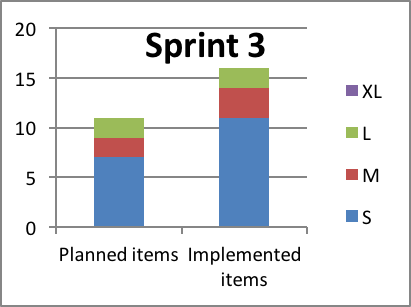 Sprint 3
20
15
10
5
0
XL
L
M
S
Planned items
Implemented
items